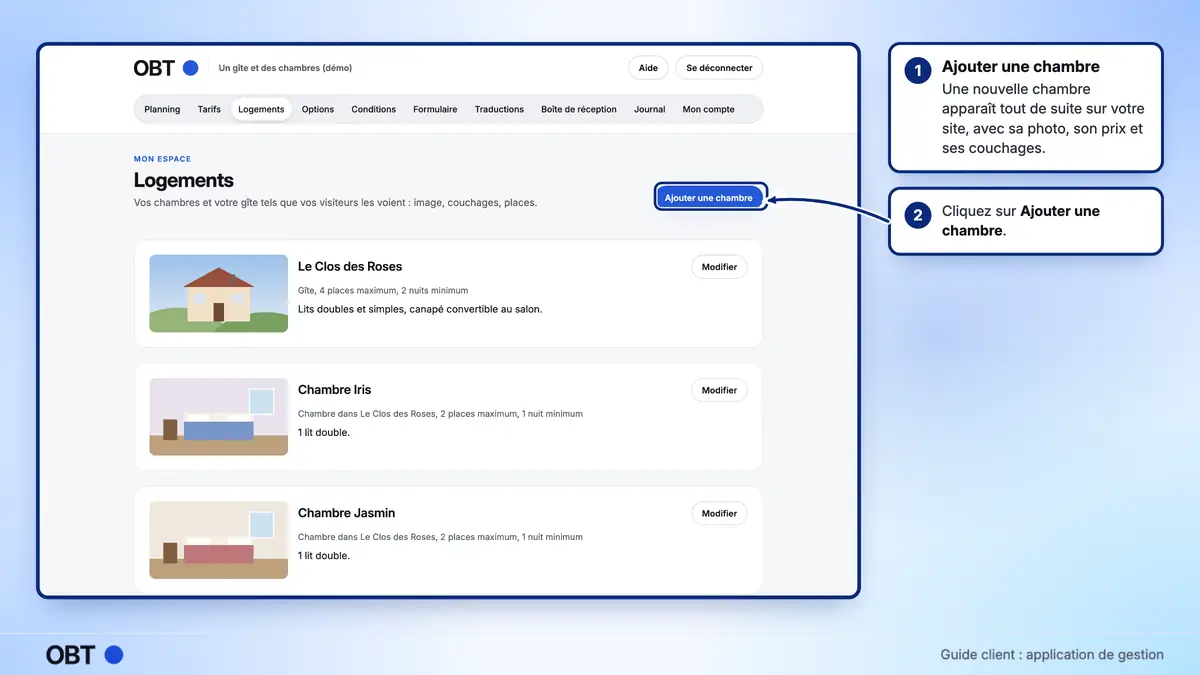 OBT
Un gîte et des chambres (démo)
Aide
Se déconnecter
Planning
Tarifs
Logements
Options
Conditions
Formulaire
Traductions
Boîte de réception
Journal
Mon compte
MON ESPACE
Logements
Vos chambres et votre gîte tels que vos visiteurs les voient : image, couchages, places.
Ajouter une chambre
Le Clos des Roses
Gîte, 4 places maximum, 2 nuits minimum
Lits doubles et simples, canapé convertible au salon.
Modifier
Chambre Iris
Chambre dans Le Clos des Roses, 2 places maximum, 1 nuit minimum
1 lit double.
Modifier
Chambre Jasmin
Chambre dans Le Clos des Roses, 2 places maximum, 1 nuit minimum
1 lit double.
Modifier
1
Ajouter une chambre
Une nouvelle chambre
apparaît tout de suite sur votre
site, avec sa photo, son prix et
ses couchages.
2
Cliquez sur Ajouter une
chambre.
OBT
Guide client : application de gestion